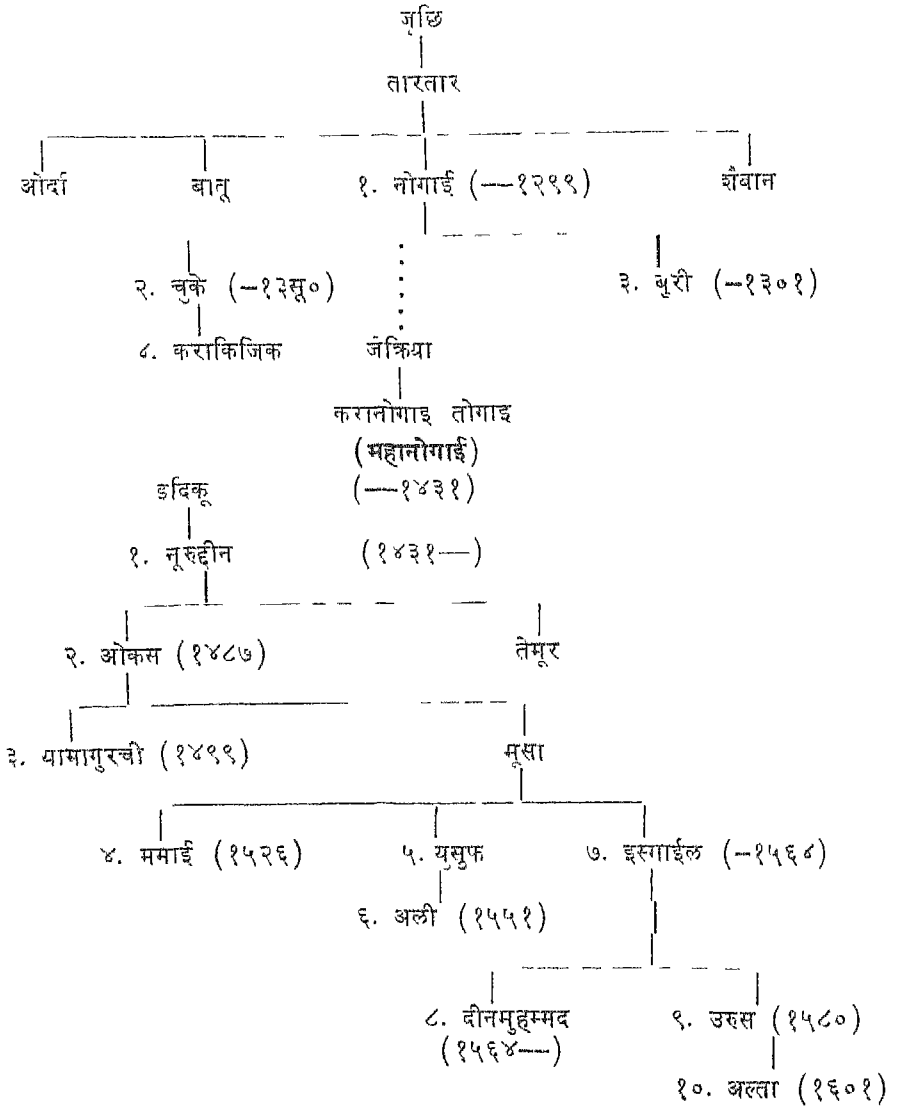 जूछि
तारतार
ओर्दा बातू १. नोगाई (—१२९९) शैबान
२. चुके (-१३सू०) ३. बुरी (-१३०१)
४. कराकिजिक जंक्रिया
करानोगाइ तोगाइ
(महानोगाई)
इदिकू (—१४३१)
१. नूरुद्दीन (१४३१—)
२. ओकस (१४८७) तेमूर
३. यामागुरची (१४९९) मूसा
४. ममाई (१५२६) ५. युसुफ ७. इस्माईल (-१५६४)
६. अली (१५५१)
८. दीनमुहम्मद ९. उरुस (१५८०)
(१५६४—)
१०. अल्ता (१६०१)